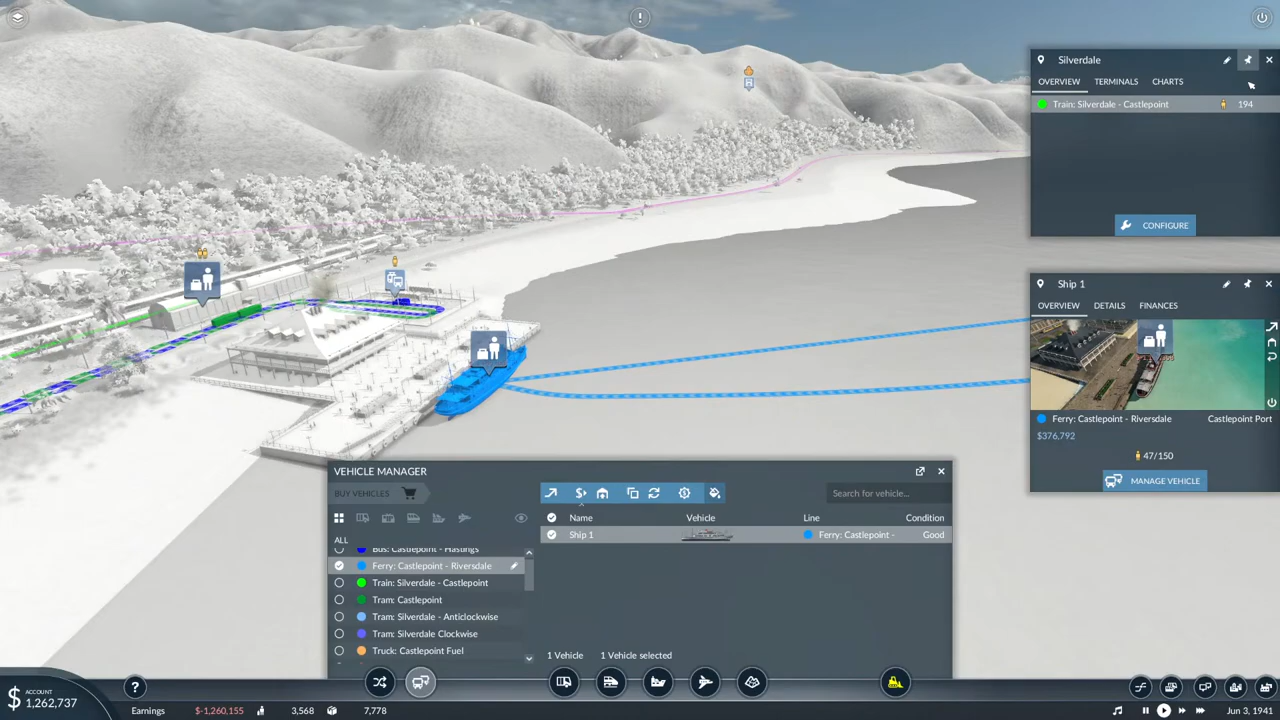 Silverdale
OVERVIEW TERMINALS CHARTS
Train: Silverdale - Castlepoint 194
CONFIGURE
Ship 1
OVERVIEW DETAILS FINANCES
Ferry: Castlepoint - Riversdale Castlepoint Port
$376,792
47/150
MANAGE VEHICLE
VEHICLE MANAGER
BUY VEHICLES
Search for vehicle...
ALL
Name Vehicle Line Condition
Ship 1 Ferry: Castlepoint - Good
Bus: Castlepoint - Hastings
Ferry: Castlepoint - Riversdale
Train: Silverdale - Castlepoint
Tram: Castlepoint
Tram: Silverdale - Anticlockwise
Tram: Silverdale Clockwise
Truck: Castlepoint Fuel
1 Vehicle 1 Vehicle selected
$ ACCOUNT
1,262,737
?
Earnings $-1,260,155 3,568 7,778
Jun 3, 1941